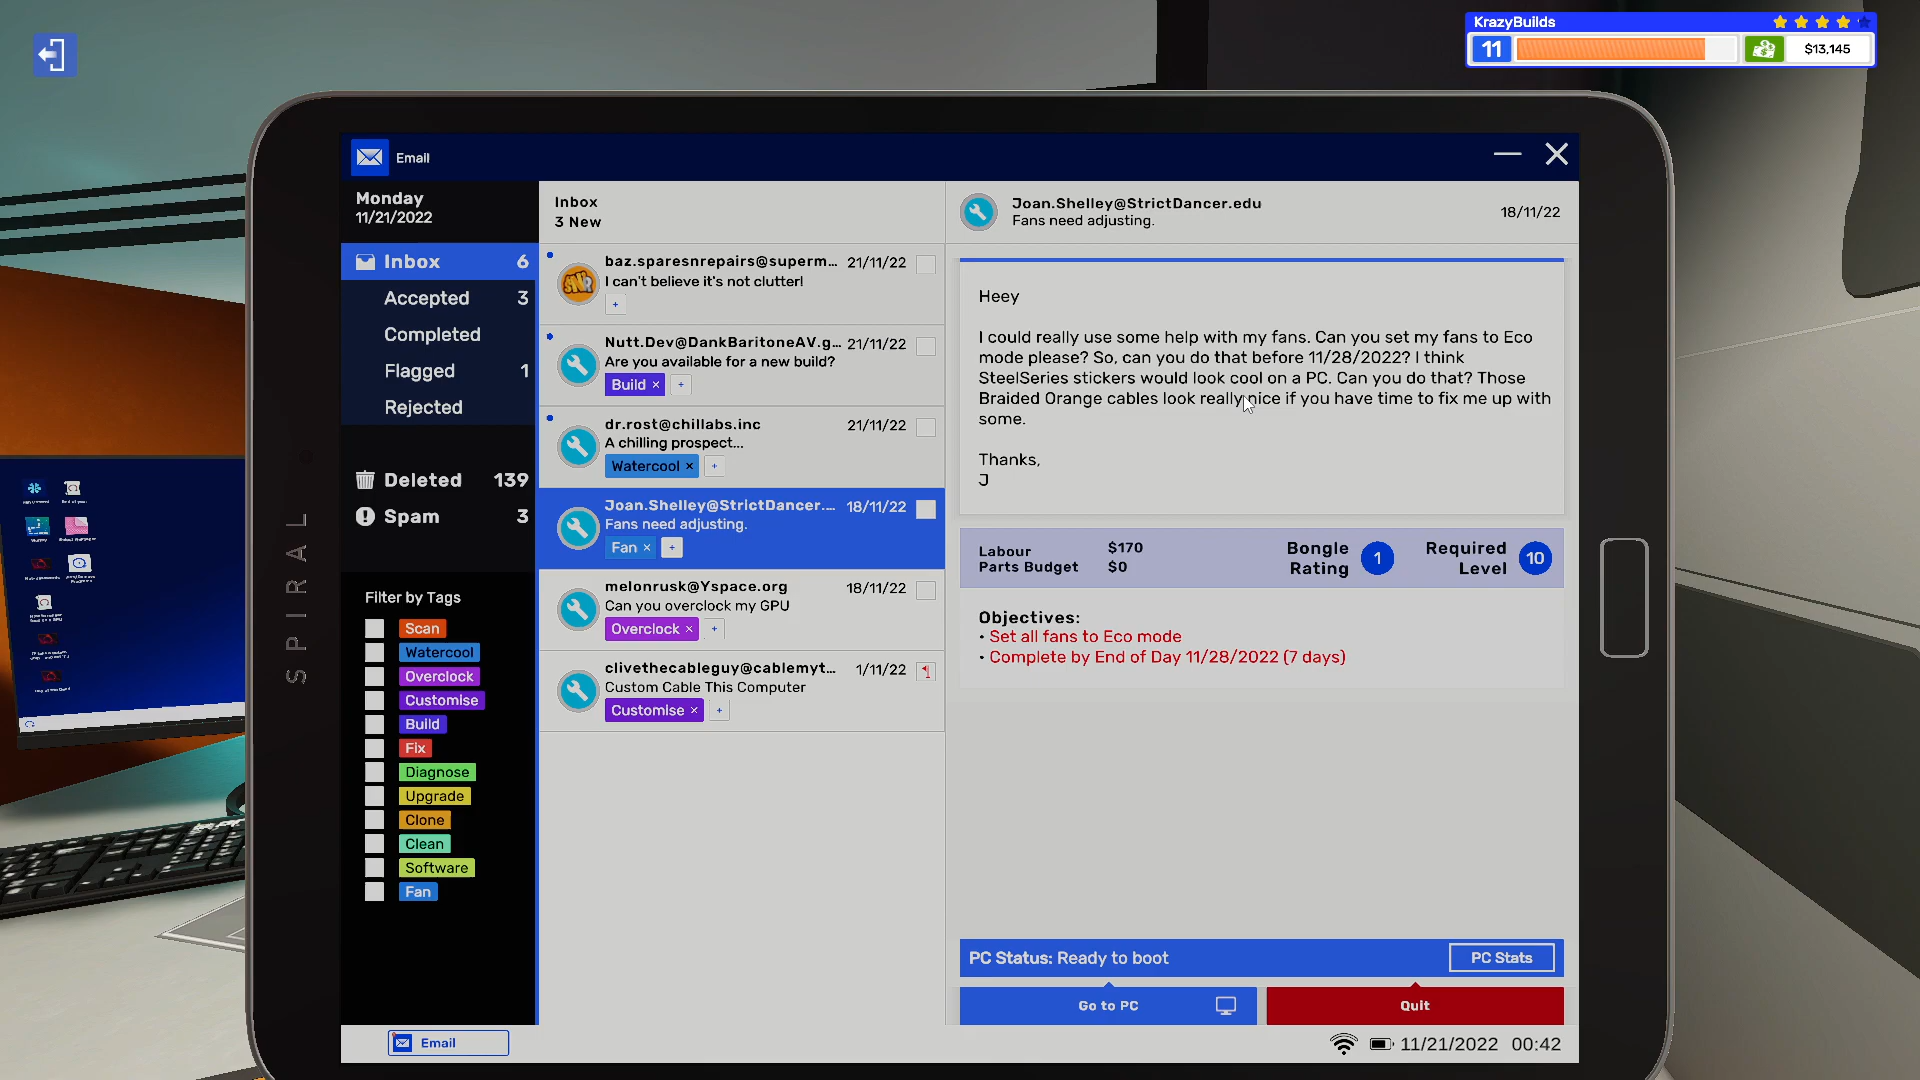 KrazyBuilds
11
$13,145
Email
Monday
11/21/2022
Inbox 6
Accepted 3
Completed
Flagged 1
Rejected
Deleted 139
Spam 3
Filter by Tags
Scan
Watercool
Overclock
Customise
Build
Fix
Diagnose
Upgrade
Clone
Clean
Software
Fan
Inbox
3 New
baz.sparesnrepairs@superm... 21/11/22
I can't believe it's not clutter!
+
Nutt.Dev@DankBaritoneAV.g... 21/11/22
Are you available for a new build?
Build × +
dr.rost@chillabs.inc 21/11/22
A chilling prospect...
Watercool × +
Joan.Shelley@StrictDancer.... 18/11/22
Fans need adjusting.
Fan × +
melonrusk@Yspace.org 18/11/22
Can you overclock my GPU
Overclock × +
clivethecableguy@cablemyt... 1/11/22
Custom Cable This Computer
Customise × +
Joan.Shelley@StrictDancer.edu
Fans need adjusting.
18/11/22
Heey
I could really use some help with my fans. Can you set my fans to Eco
mode please? So, can you do that before 11/28/2022? I think
SteelSeries stickers would look cool on a PC. Can you do that? Those
Braided Orange cables look really nice if you have time to fix me up with
some.
Thanks,
J
Labour $170
Parts Budget $0
Bongle Rating 1
Required Level 10
Objectives:
• Set all fans to Eco mode
• Complete by End of Day 11/28/2022 (7 days)
PC Status: Ready to boot
PC Stats
Go to PC
Quit
Email
11/21/2022 00:42
SPIRAL